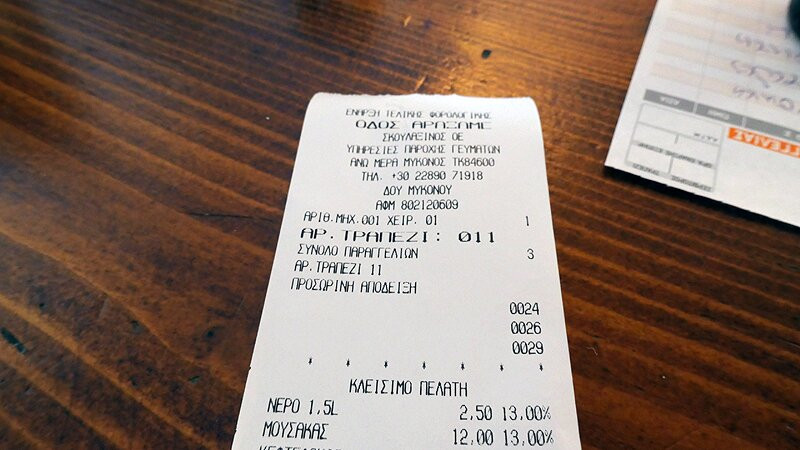 ΕΝΑΡΞΗ ΤΕΛΙΚΗΣ ΦΟΡΟΛΟΓΙΚΗΣ
ΟΔΟΣ ΑΡΑΞΑΜΕ
ΣΚΟΥΛΑΞΙΝΟΣ ΟΕ
ΥΠΗΡΕΣΙΕΣ ΠΑΡΟΧΗΣ ΓΕΥΜΑΤΩΝ
ΑΝΩ ΜΕΡΑ ΜΥΚΟΝΟΣ ΤΚ84600
ΤΗΛ. +30 22890 71918
ΔΟΥ ΜΥΚΟΝΟΥ
ΑΦΜ 802120609
ΑΡΙΘ.ΜΗΧ.001 ΧΕΙΡ. 01 1
ΑΡ.ΤΡΑΠΕΖΙ: 011
ΣΥΝΟΛΟ ΠΑΡΑΓΓΕΛΙΩΝ 3
ΑΡ.ΤΡΑΠΕΖΙ 11
ΠΡΟΣΩΡΙΝΗ ΑΠΟΔΕΙΞΗ
0024
0026
0029
* * * * * * *
ΚΛΕΙΣΙΜΟ ΠΕΛΑΤΗ
ΝΕΡΟ 1,5L 2,50 13,00%
ΜΟΥΣΑΚΑΣ 12,00 13,00%
ΓΓΕΛΙΑΣ